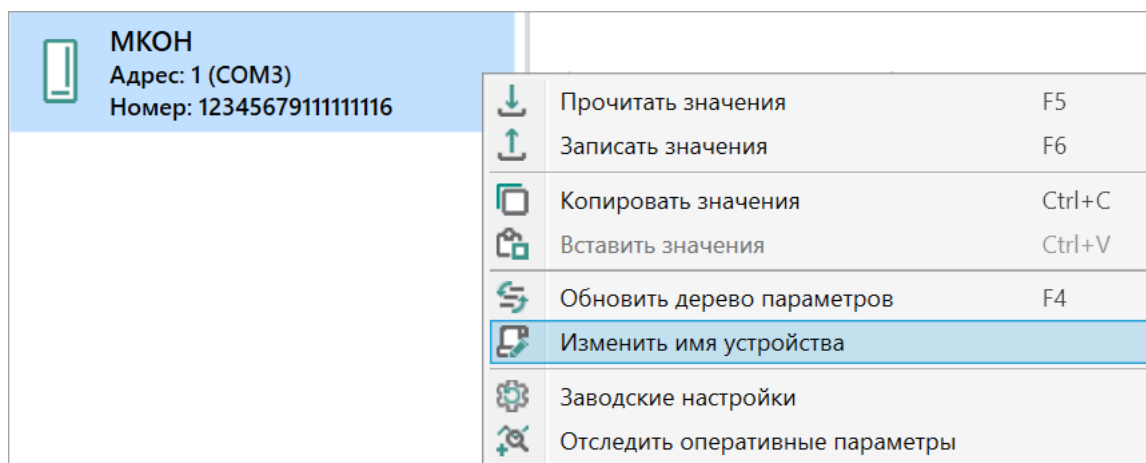 МКОН
Адрес: 1 (COM3)
Номер: 12345679111111116
Прочитать значения F5
Записать значения F6
Копировать значения Ctrl+C
Вставить значения Ctrl+V
Обновить дерево параметров F4
Изменить имя устройства
Заводские настройки
Отследить оперативные параметры